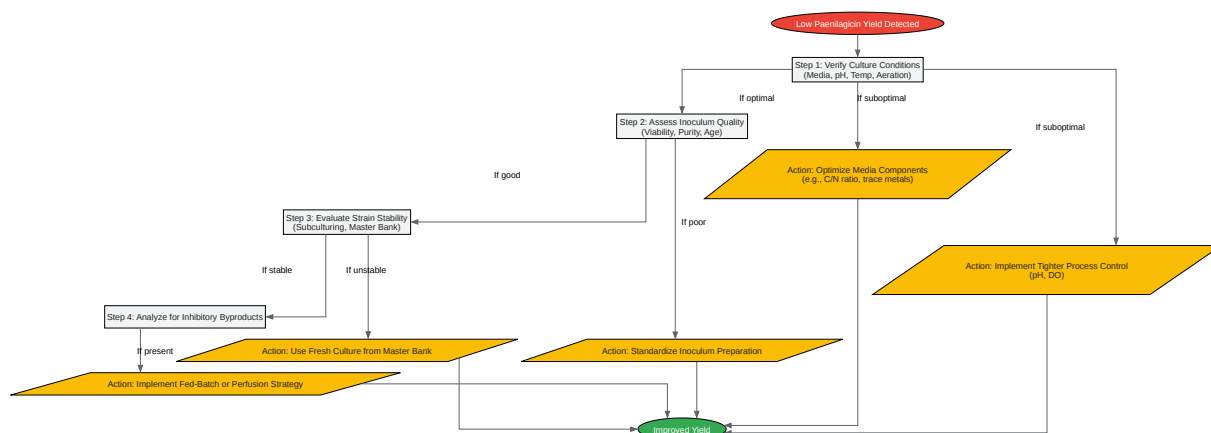 Low Paenilagicin Yield Detected
Step 1: Verify Culture Conditions
(Media, pH, Temp, Aeration)
If optimal
If suboptimal
If suboptimal
Step 2: Assess Inoculum Quality
(Viability, Purity, Age)
Action: Optimize Media Components
(e.g., C/N ratio, trace metals)
If good
If poor
Step 3: Evaluate Strain Stability
(Subculturing, Master Bank)
Action: Implement Tighter Process Control
(pH, DO)
If stable
If unstable
Step 4: Analyze for Inhibitory Byproducts
If present
Action: Use Fresh Culture from Master Bank
Action: Standardize Inoculum Preparation
Action: Implement Fed-Batch or Perfusion Strategy
Improved Yield